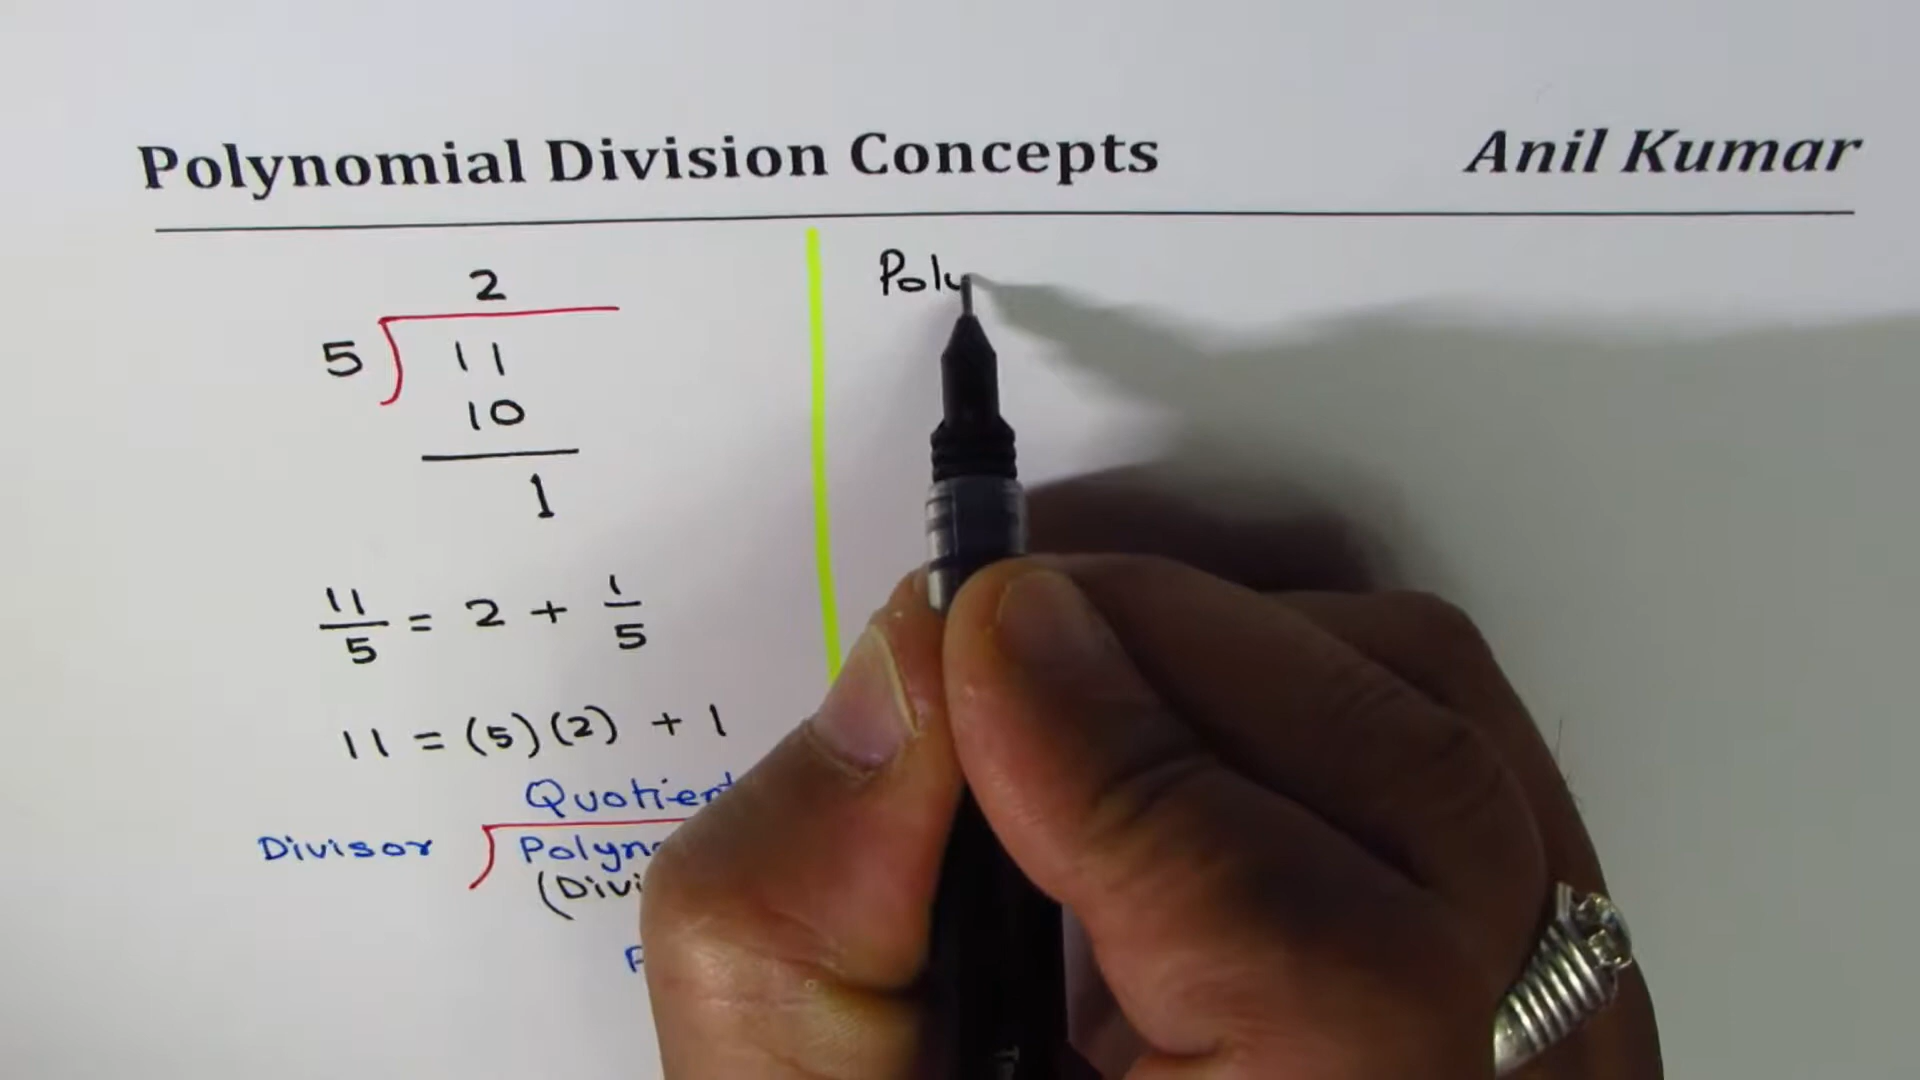 Polynomial Division Concepts Anil Kumar
2
5 11
10
1
11/5 = 2 + 1/5
11 = (5)(2) + 1
Quotient
Divisor
Poly